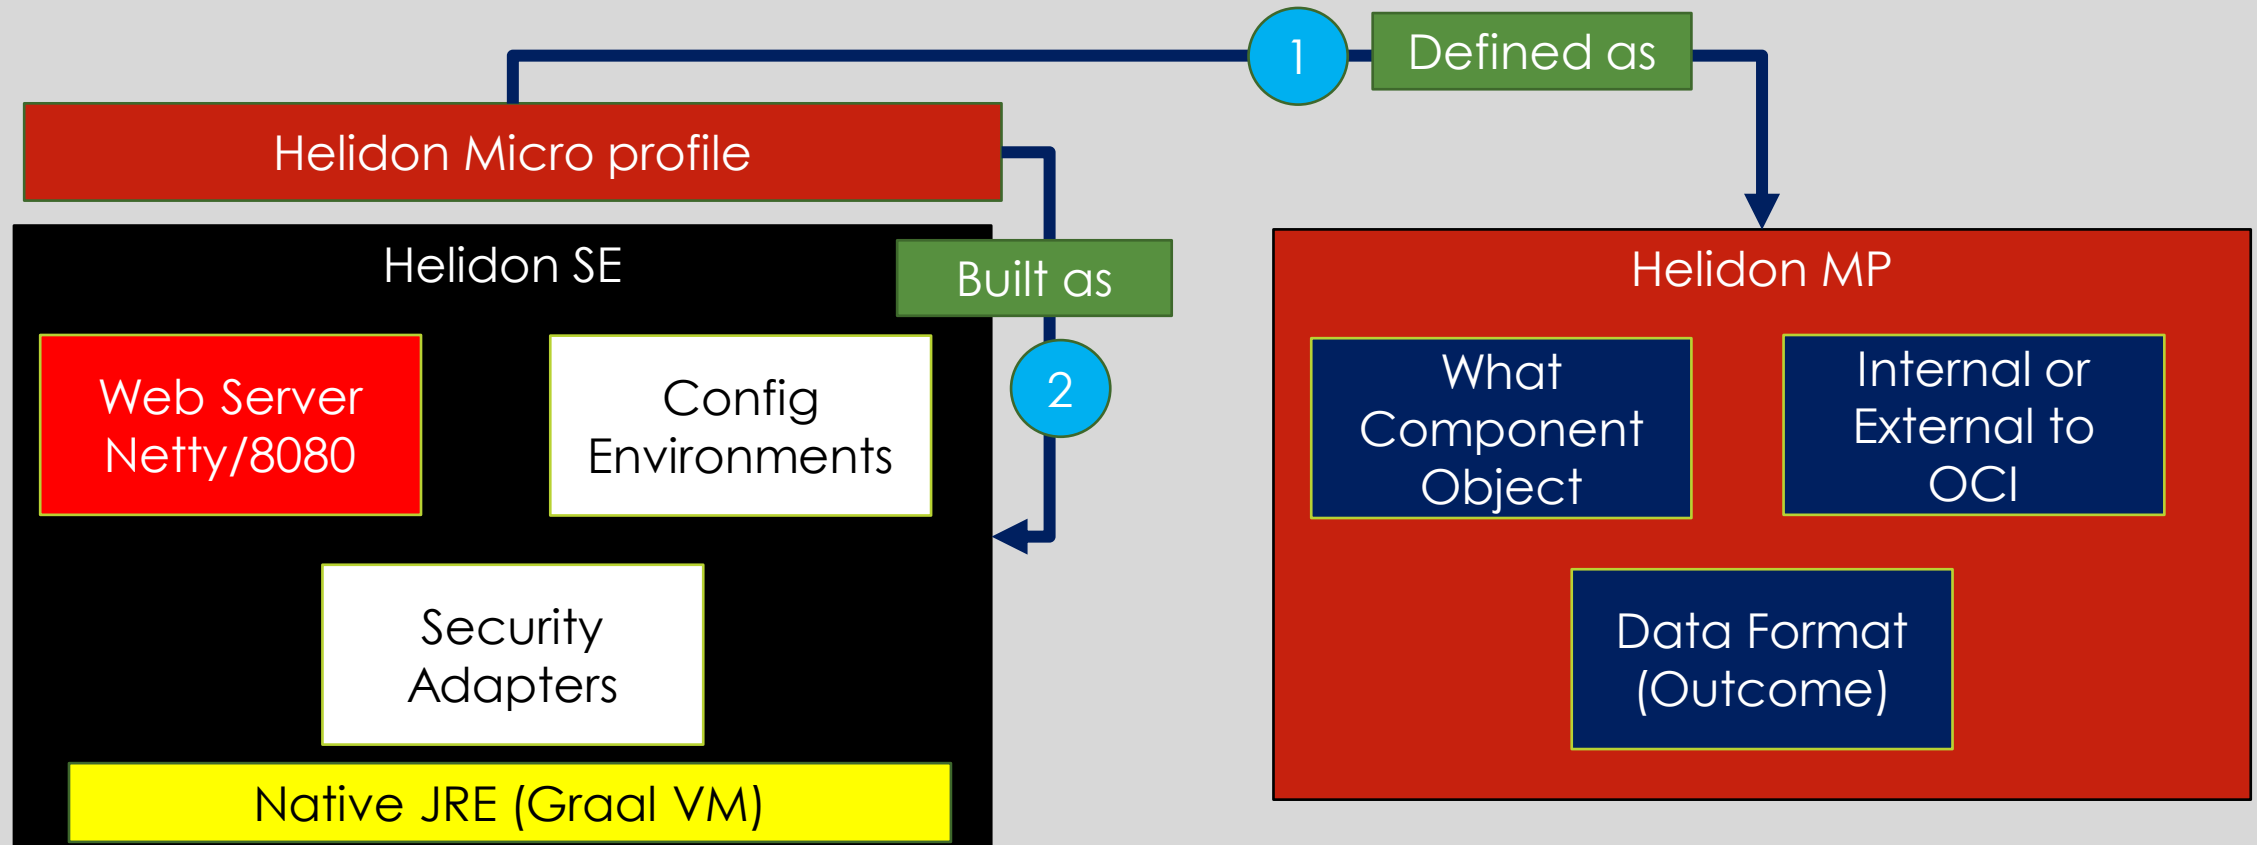 1
Defined as
Helidon Micro profile
Helidon SE
Built as
Web Server
Netty/8080
Config
Environments
2
Security
Adapters
Native JRE (Graal VM)
Helidon MP
What
Component
Object
Internal or
External to
OCI
Data Format
(Outcome)